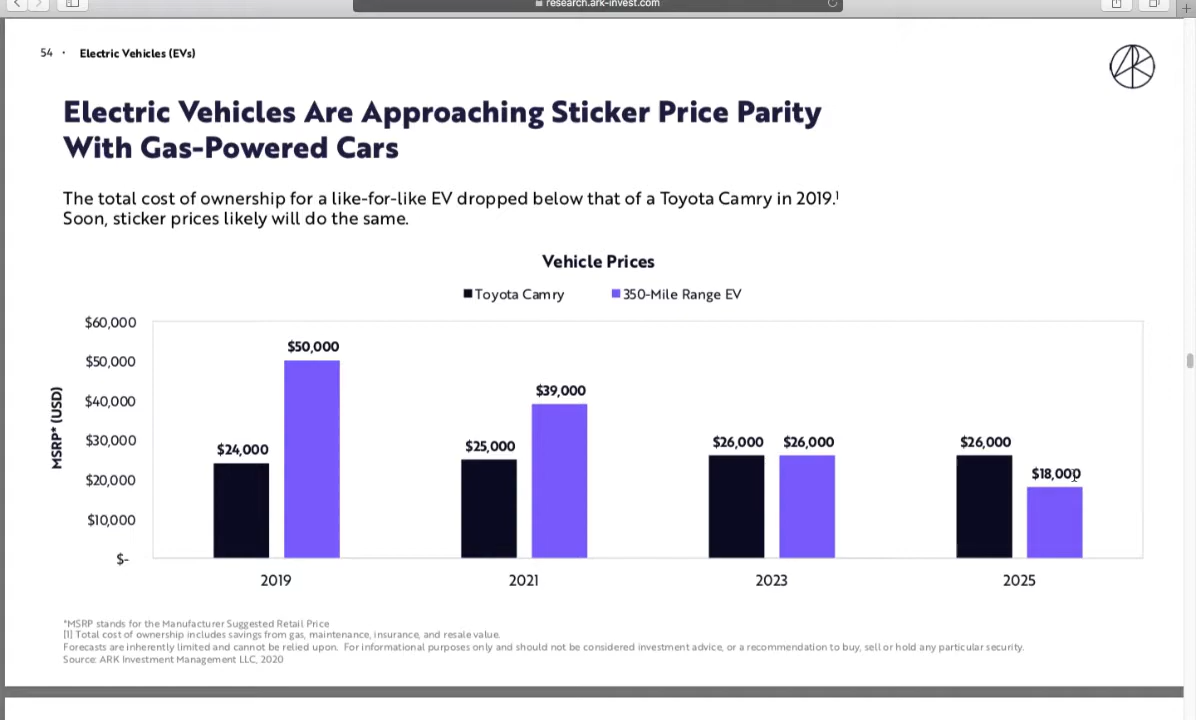 research.ark-invest.com
54 · Electric Vehicles (EVs)
Electric Vehicles Are Approaching Sticker Price Parity
With Gas-Powered Cars
The total cost of ownership for a like-for-like EV dropped below that of a Toyota Camry in 2019.¹
Soon, sticker prices likely will do the same.
Vehicle Prices
Toyota Camry 350-Mile Range EV
MSRP* (USD)
$60,000
$50,000
$40,000
$30,000
$20,000
$10,000
$-
$24,000 $50,000
$25,000 $39,000
$26,000 $26,000
$26,000 $18,000
2019 2021 2023 2025
*MSRP stands for the Manufacturer Suggested Retail Price
[1] Total cost of ownership includes savings from gas, maintenance, insurance, and resale value.
Forecasts are inherently limited and cannot be relied upon. For informational purposes only and should not be considered investment advice, or a recommendation to buy, sell or hold any particular security.
Source: ARK Investment Management LLC, 2020